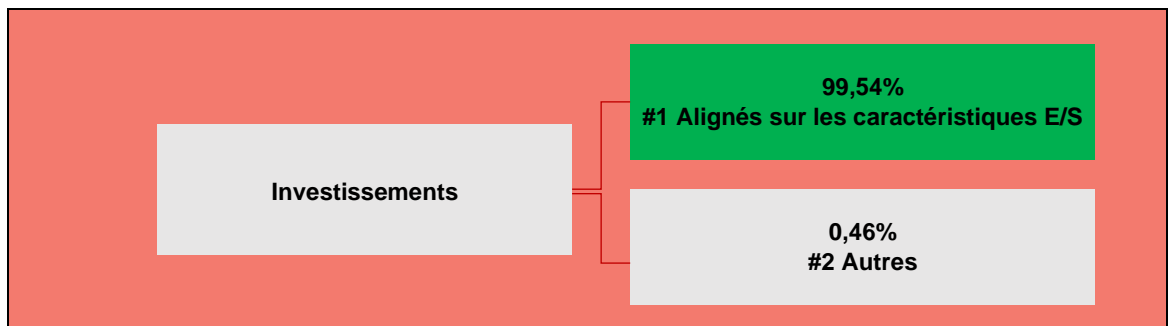 Investissements
99,54%
#1 Alignés sur les caractéristiques E/S
0,46%
#2 Autres